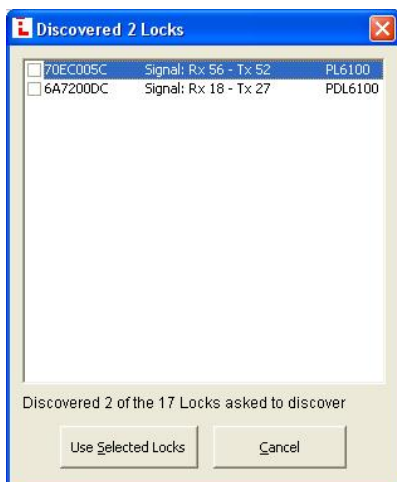 Discovered 2 Locks
70EC005C Signal: Rx 56 - Tx 52 PL6100
6A7200DC Signal: Rx 18 - Tx 27 PDL6100
Discovered 2 of the 17 Locks asked to discover
Use Selected Locks Cancel